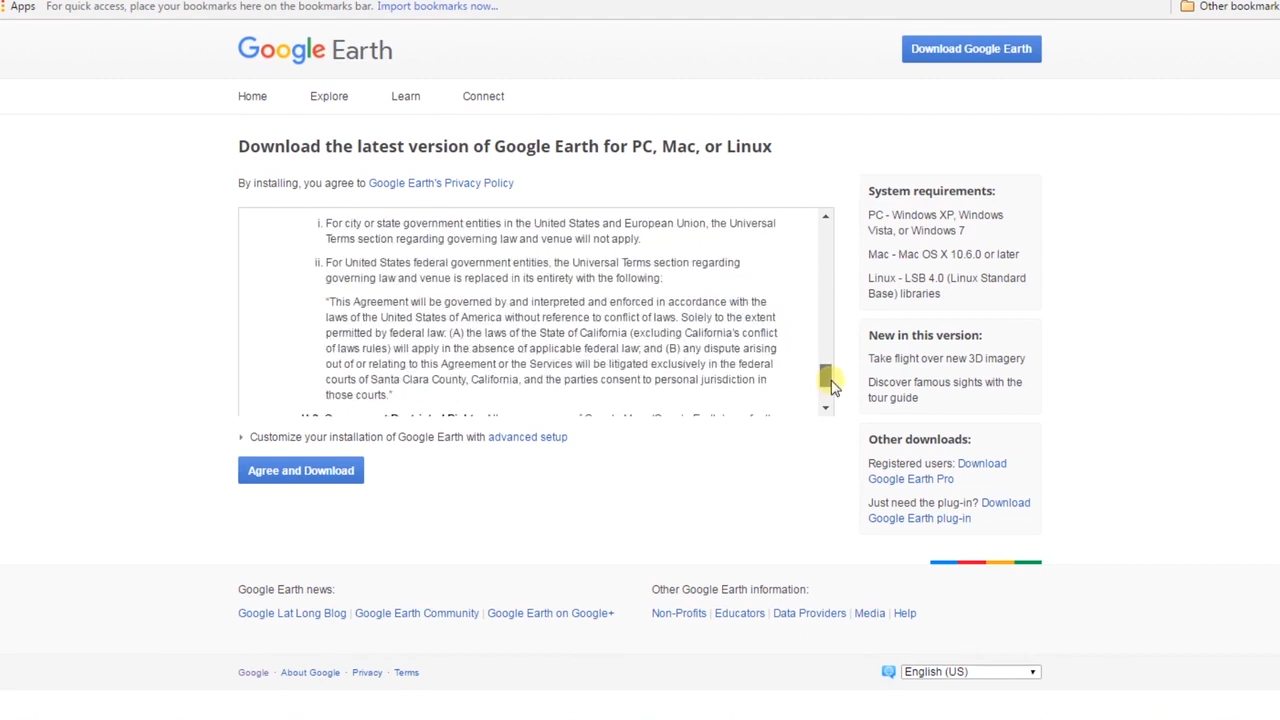 Apps For quick access, place your bookmarks here on the bookmarks bar. Import bookmarks now... Other bookmark
Google Earth
Download Google Earth
Home Explore Learn Connect
Download the latest version of Google Earth for PC, Mac, or Linux
By installing, you agree to Google Earth's Privacy Policy
i. For city or state government entities in the United States and European Union, the Universal
Terms section regarding governing law and venue will not apply.
ii. For United States federal government entities, the Universal Terms section regarding
governing law and venue is replaced in its entirety with the following:
“This Agreement will be governed by and interpreted and enforced in accordance with the
laws of the United States of America without reference to conflict of laws. Solely to the extent
permitted by federal law: (A) the laws of the State of California (excluding California's conflict
of laws rules) will apply in the absence of applicable federal law; and (B) any dispute arising
out of or relating to this Agreement or the Services will be litigated exclusively in the federal
courts of Santa Clara County, California, and the parties consent to personal jurisdiction in
those courts.”
Customize your installation of Google Earth with advanced setup
Agree and Download
System requirements:
PC - Windows XP, Windows
Vista, or Windows 7
Mac - Mac OS X 10.6.0 or later
Linux - LSB 4.0 (Linux Standard
Base) libraries
New in this version:
Take flight over new 3D imagery
Discover famous sights with the
tour guide
Other downloads:
Registered users: Download
Google Earth Pro
Just need the plug-in? Download
Google Earth plug-in
Google Earth news:
Google Lat Long Blog | Google Earth Community | Google Earth on Google+
Other Google Earth information:
Non-Profits | Educators | Data Providers | Media | Help
Google · About Google · Privacy · Terms
English (US)